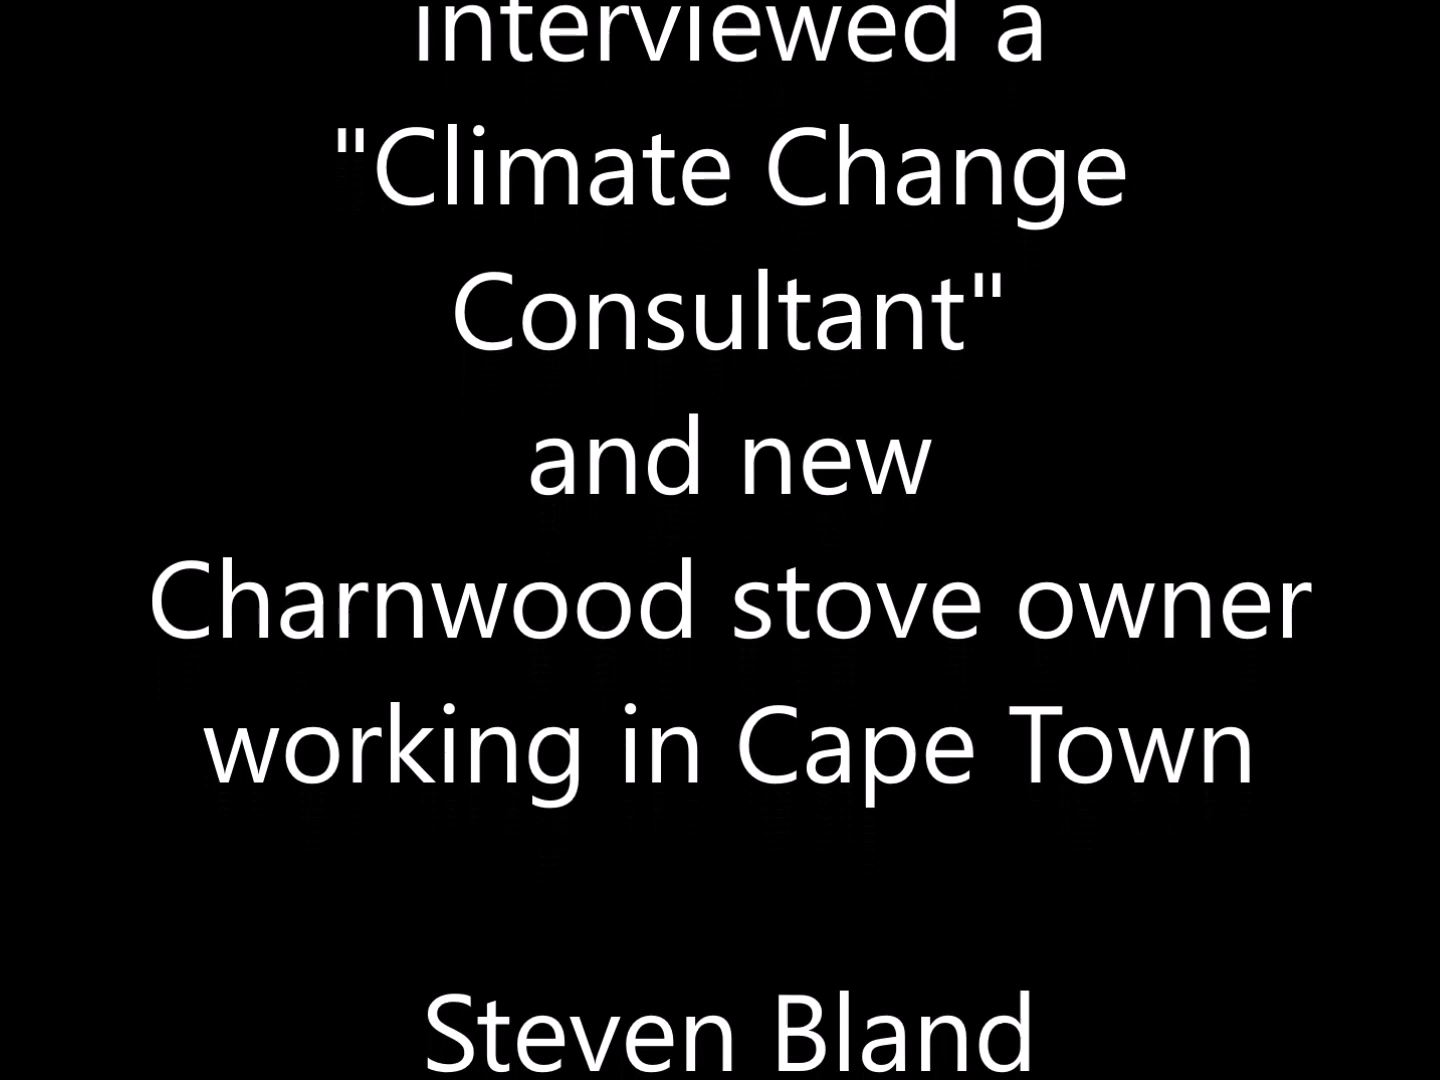 interviewed a
"Climate Change
Consultant"
and new
Charnwood stove owner
working in Cape Town
Steven Bland